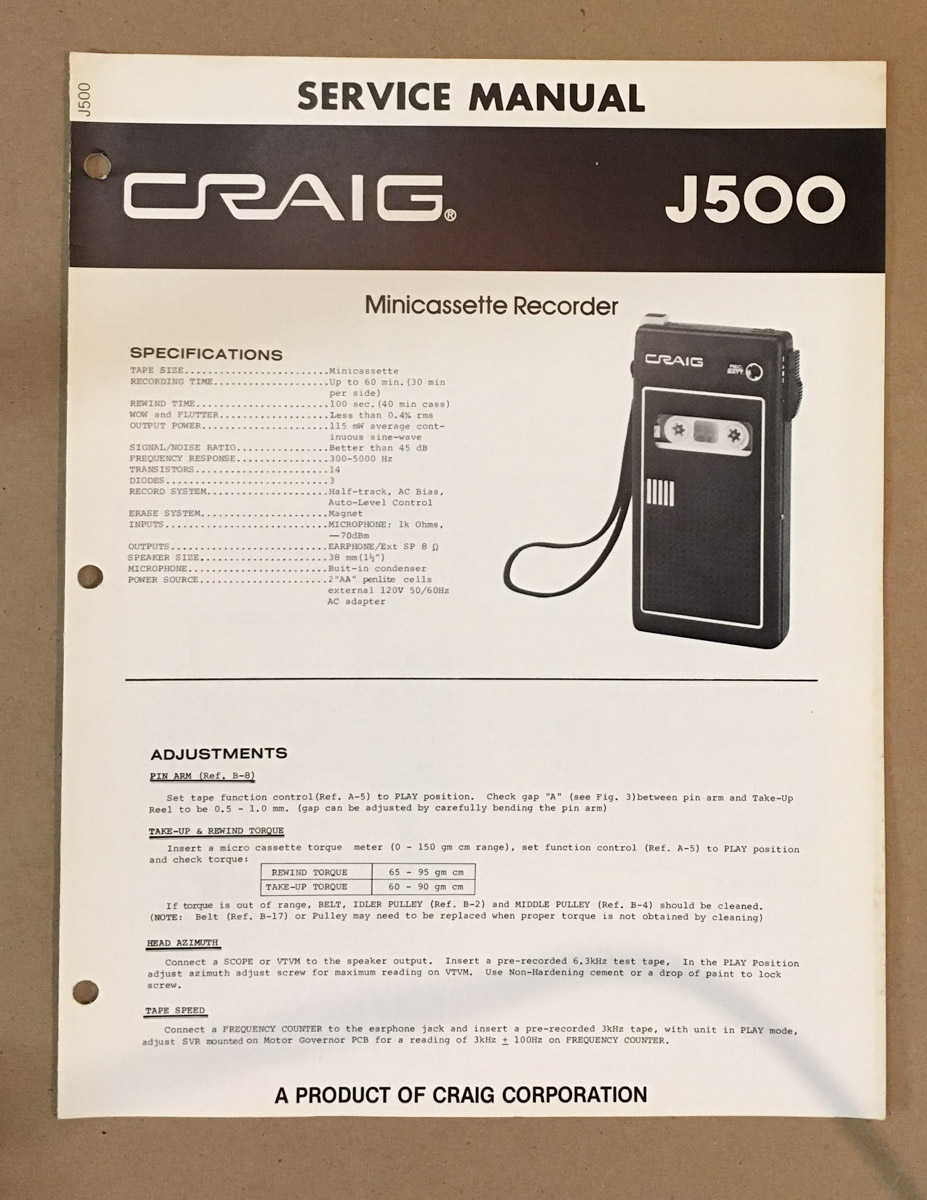 J500
SERVICE MANUAL
CRAIG®
J500
Minicassette Recorder
SPECIFICATIONS
TAPE SIZE........................Minicassette
RECORDING TIME...................Up to 60 min.(30 min
per side)
REWIND TIME......................100 sec.(40 min cass)
WOW and FLUTTER..................Less than 0.4% rms
OUTPUT POWER.....................115 mW average cont-
inuous sine-wave
SIGNAL/NOISE RATIO...............Better than 45 dB
FREQUENCY RESPONSE...............300-5000 Hz
TRANSISTORS......................14
DIODES...........................3
RECORD SYSTEM....................Half-track, AC Bias,
Auto-Level Control
ERASE SYSTEM.....................Magnet
INPUTS...........................MICROPHONE: 1k Ohms,
—70dBm
OUTPUTS..........................EARPHONE/Ext SP 8 Ω
SPEAKER SIZE.....................38 mm(1½")
MICROPHONE.......................Buit-in condenser
POWER SOURCE.....................2"AA" penlite cells
external 120V 50/60Hz
AC adapter
CRAIG
REC
BATT
ADJUSTMENTS
PIN ARM (Ref. B-8)
Set tape function control(Ref. A-5) to PLAY position. Check gap "A" (see Fig. 3)between pin arm and Take-Up
Reel to be 0.5 - 1.0 mm. (gap can be adjusted by carefully bending the pin arm)
TAKE-UP & REWIND TORQUE
Insert a micro cassette torque meter (0 - 150 gm cm range), set function control (Ref. A-5) to PLAY position
and check torque:
REWIND TORQUE 65 - 95 gm cm
TAKE-UP TORQUE 60 - 90 gm cm
If torque is out of range, BELT, IDLER PULLEY (Ref. B-2) and MIDDLE PULLEY (Ref. B-4) should be cleaned.
(NOTE: Belt (Ref. B-17) or Pulley may need to be replaced when proper torque is not obtained by cleaning)
HEAD AZIMUTH
Connect a SCOPE or VTVM to the speaker output. Insert a pre-recorded 6.3kHz test tape, In the PLAY Position
adjust azimuth adjust screw for maximum reading on VTVM. Use Non-Hardening cement or a drop of paint to lock
screw.
TAPE SPEED
Connect a FREQUENCY COUNTER to the earphone jack and insert a pre-recorded 3kHz tape, with unit in PLAY mode,
adjust SVR mounted on Motor Governor PCB for a reading of 3kHz ± 100Hz on FREQUENCY COUNTER.
A PRODUCT OF CRAIG CORPORATION